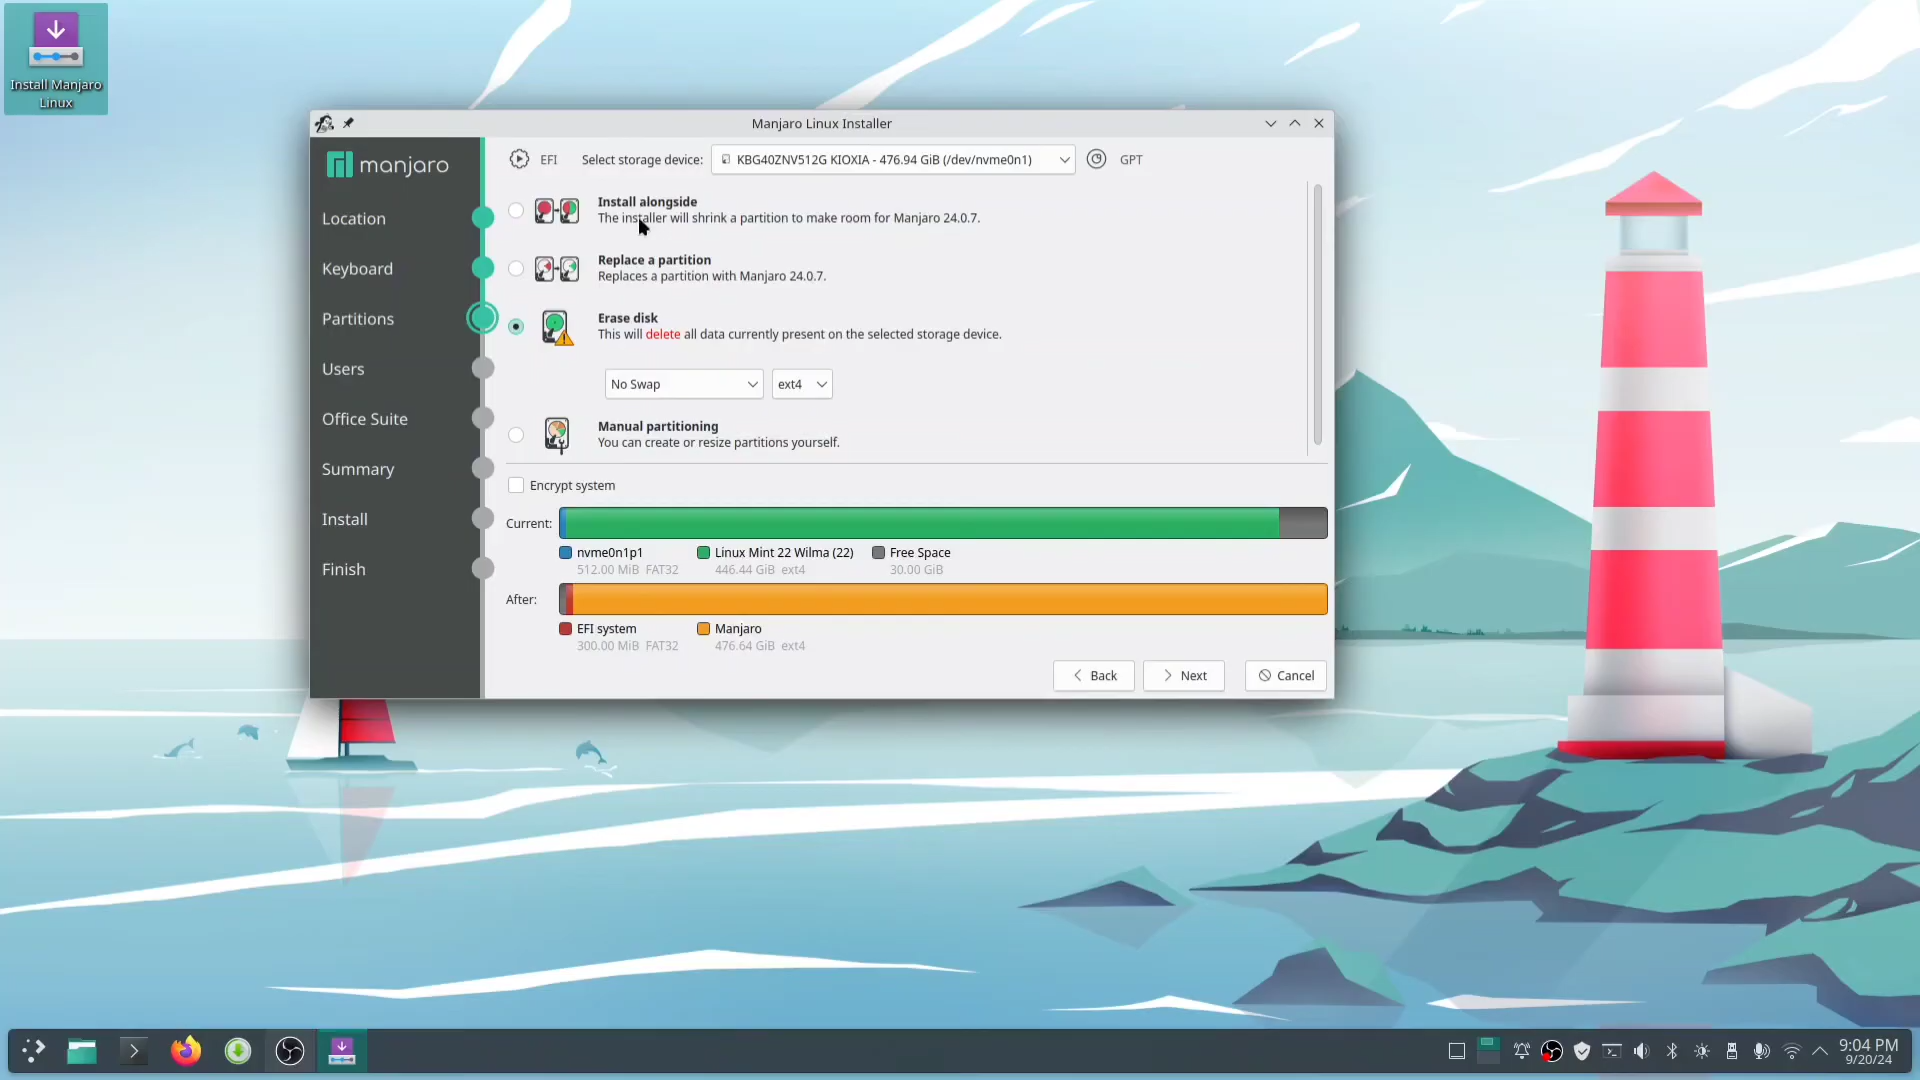 Install Manjaro
Linux
Manjaro Linux Installer
manjaro
Location
Keyboard
Partitions
Users
Office Suite
Summary
Install
Finish
EFI Select storage device: KBG40ZNV512G KIOXIA - 476.94 GiB (/dev/nvme0n1) GPT
Install alongside
The installer will shrink a partition to make room for Manjaro 24.0.7.
Replace a partition
Replaces a partition with Manjaro 24.0.7.
Erase disk
This will delete all data currently present on the selected storage device.
No Swap ext4
Manual partitioning
You can create or resize partitions yourself.
Encrypt system
Current:
nvme0n1p1 Linux Mint 22 Wilma (22) Free Space
512.00 MiB FAT32 446.44 GiB ext4 30.00 GiB
After:
EFI system Manjaro
300.00 MiB FAT32 476.64 GiB ext4
Back Next Cancel
9:04 PM
9/20/24